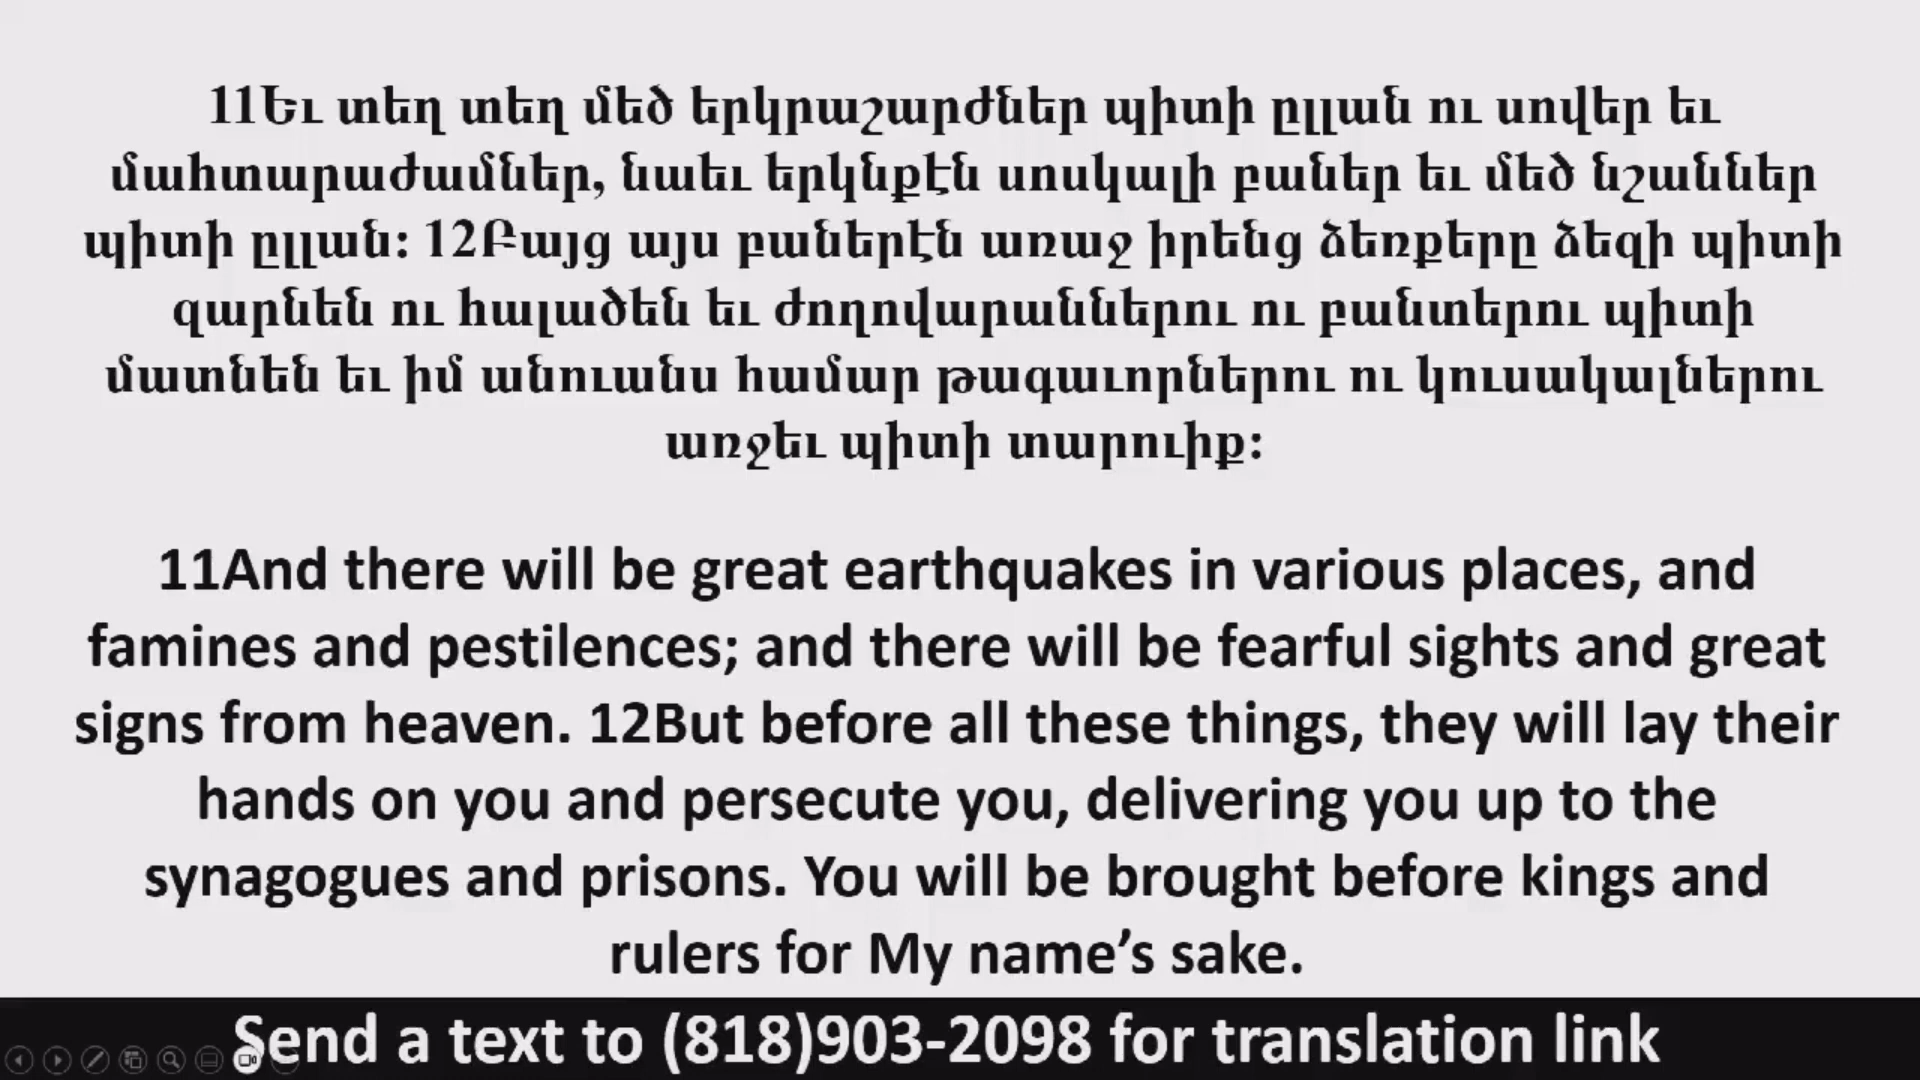 11Եւ տեղ տեղ մեծ երկրաշարժներ պիտի ըլլան ու սովեր եւ
մահտարաժամներ, նաեւ երկնքէն սոսկալի բաներ եւ մեծ նշաններ
պիտի ըլլան։ 12Բայց այս բաներէն առաջ իրենց ձեռքերը ձեզի պիտի
զարնեն ու հալածեն եւ ժողովարաններու ու բանտերու պիտի
մատնեն եւ իմ անուանս համար թագաւորներու ու կուսակալներու
առջեւ պիտի տարուիք։
11And there will be great earthquakes in various places, and
famines and pestilences; and there will be fearful sights and great
signs from heaven. 12But before all these things, they will lay their
hands on you and persecute you, delivering you up to the
synagogues and prisons. You will be brought before kings and
rulers for My name’s sake.
Send a text to (818)903-2098 for translation link